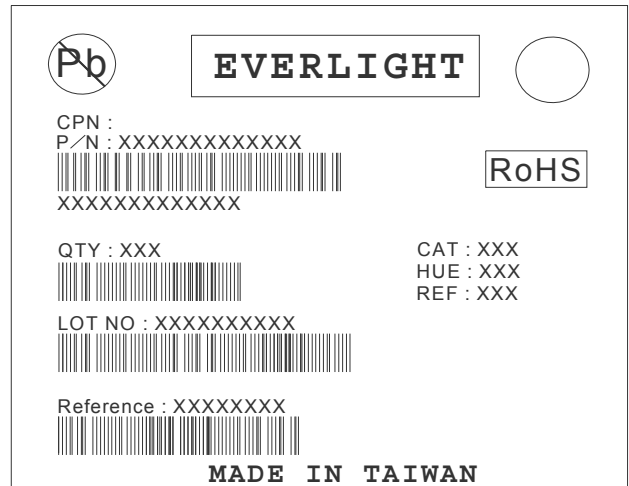 Pb
EVERLIGHT
CPN :
P/N : XXXXXXXXXXXXX
RoHS
XXXXXXXXXXXXX
QTY : XXX
CAT : XXX
HUE : XXX
REF : XXX
LOT NO : XXXXXXXXXX
Reference : XXXXXXXX
MADE IN TAIWAN